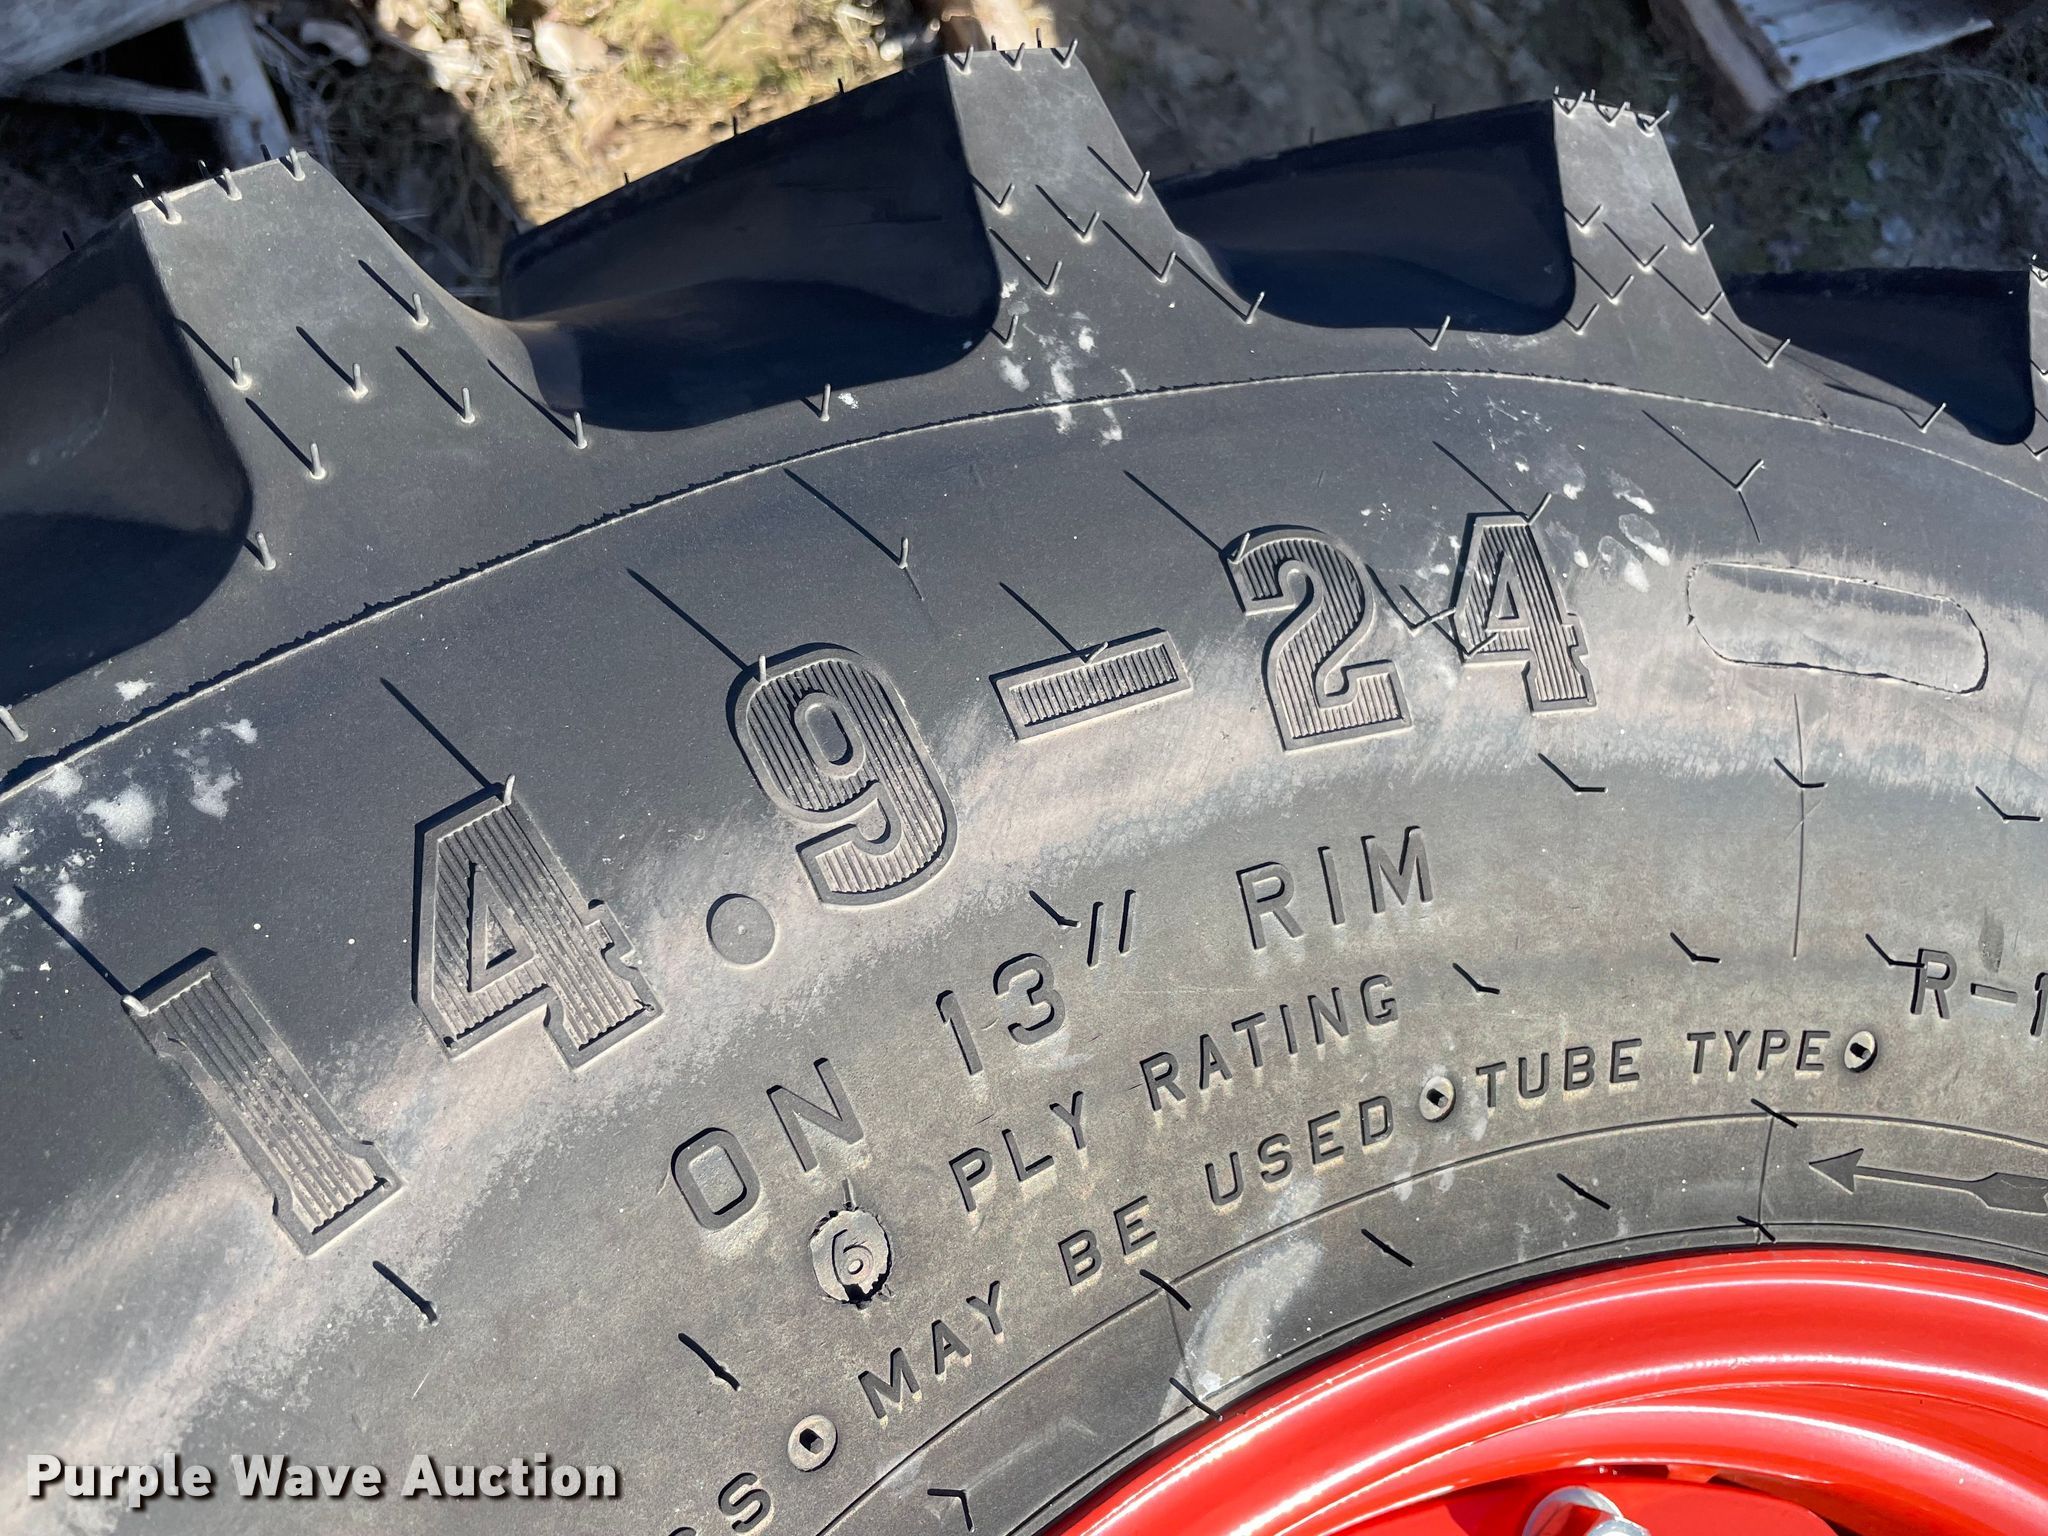 14.9-24
ON 13" RIM
6 PLY RATING
MAY BE USED TUBE TYPE
R-1
Purple Wave Auction